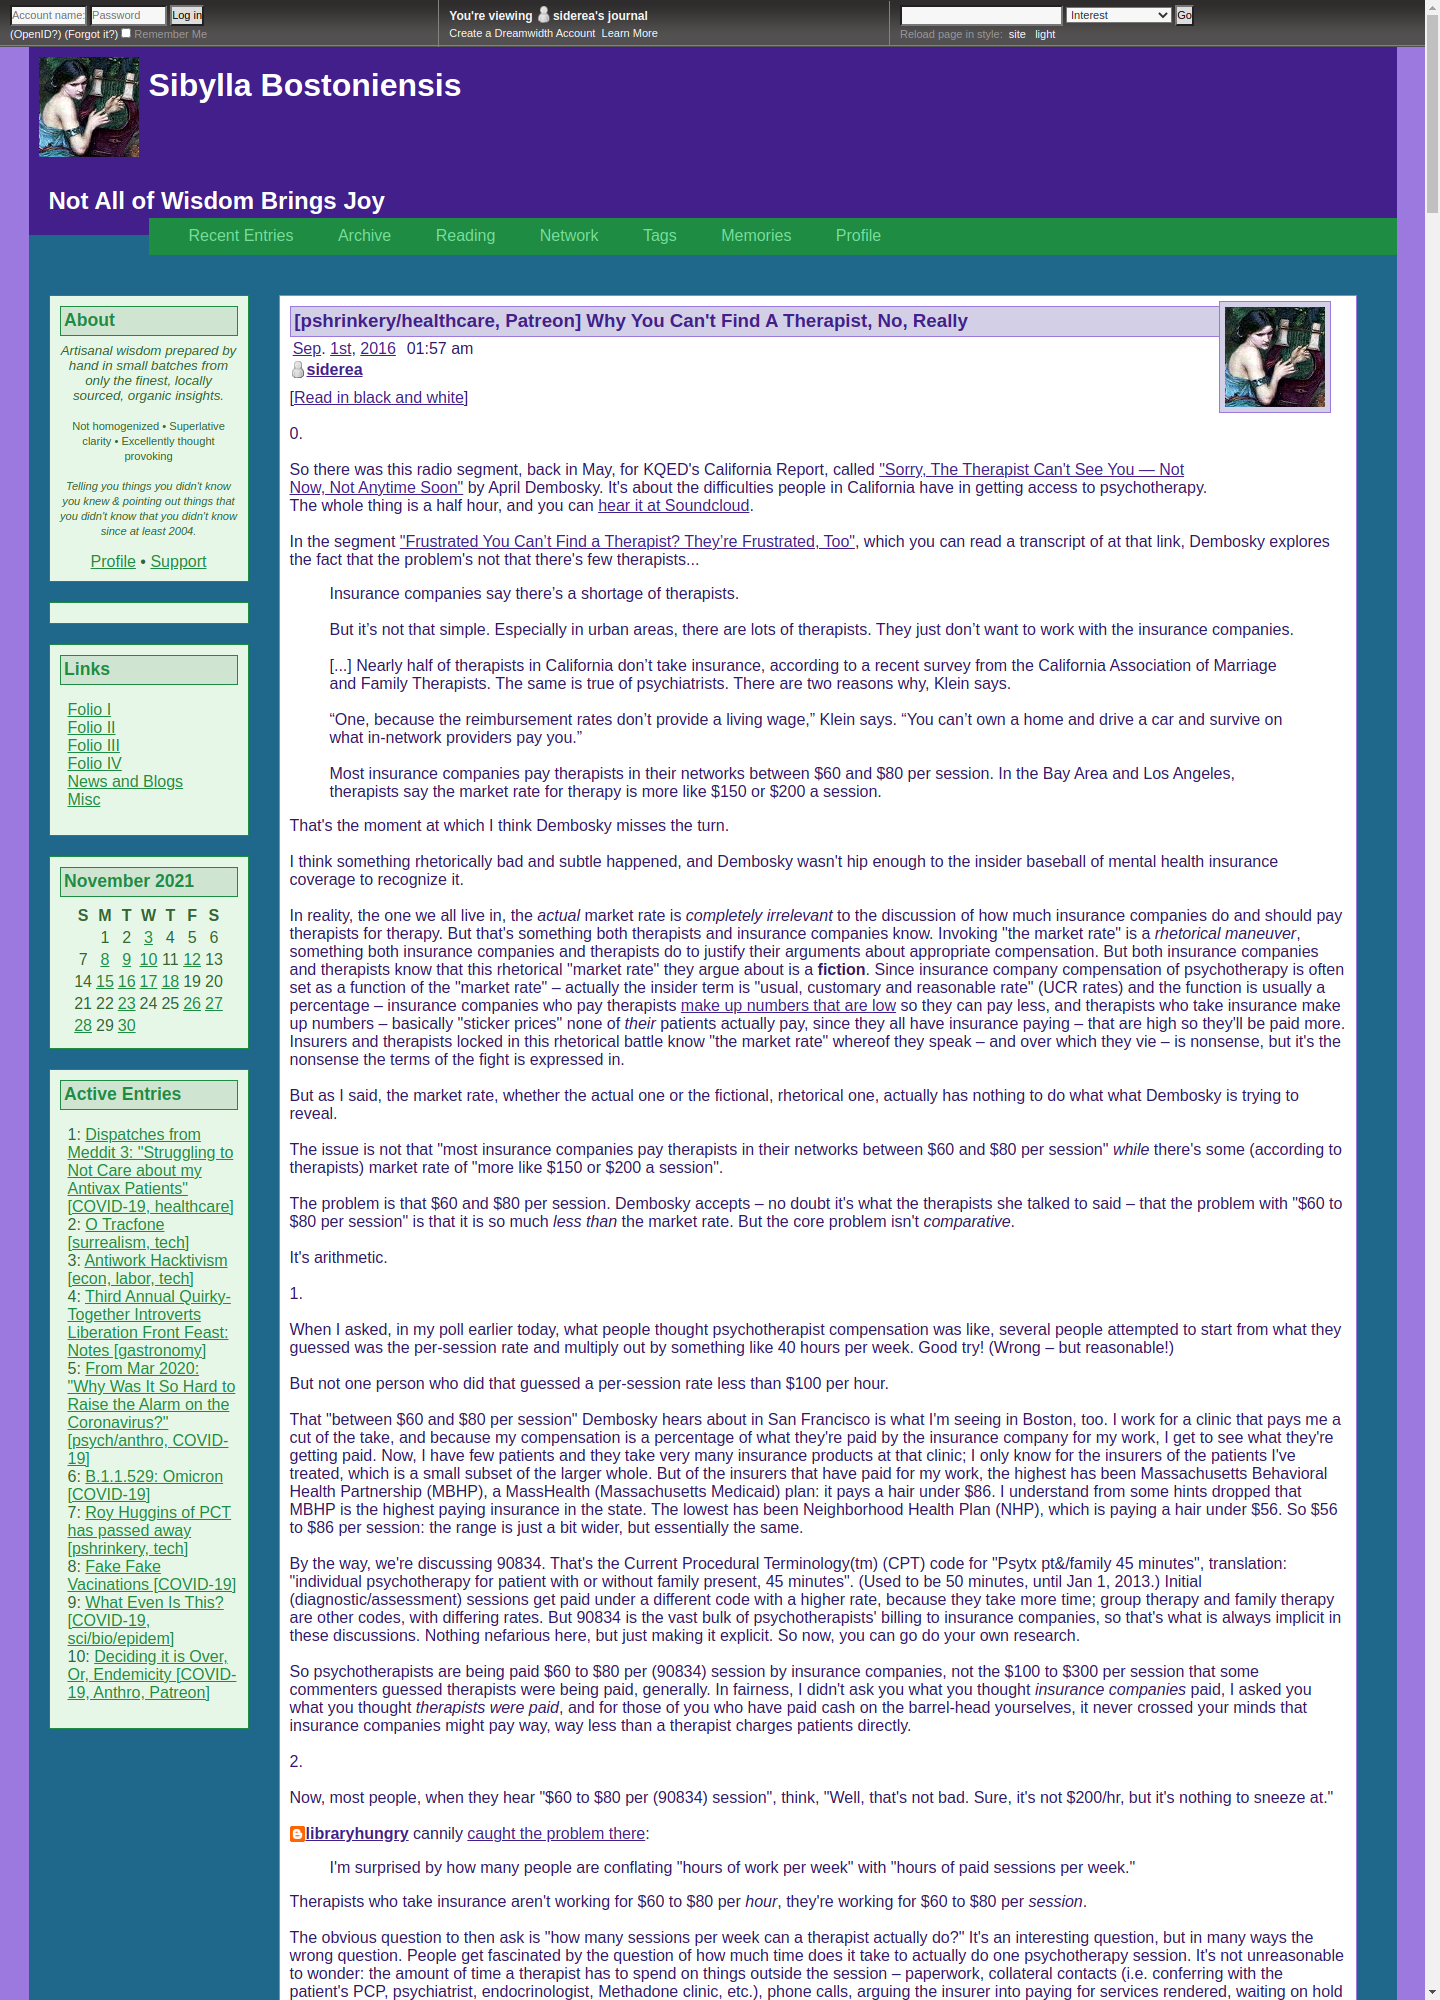 Account name: Password Log in
(OpenID?) (Forgot it?) Remember Me
You're viewing siderea's journal
Create a Dreamwidth Account Learn More
Interest Go
Reload page in style: site light
Sibylla Bostoniensis
Not All of Wisdom Brings Joy
Recent Entries Archive Reading Network Tags Memories Profile
About
Artisanal wisdom prepared by
hand in small batches from
only the finest, locally
sourced, organic insights.
Not homogenized • Superlative
clarity • Excellently thought
provoking
Telling you things you didn't know
you knew & pointing out things that
you didn't know that you didn't know
since at least 2004.
Profile • Support
Links
Folio I
Folio II
Folio III
Folio IV
News and Blogs
Misc
November 2021
S M T W T F S
1 2 3 4 5 6
7 8 9 10 11 12 13
14 15 16 17 18 19 20
21 22 23 24 25 26 27
28 29 30
Active Entries
1: Dispatches from
Meddit 3: "Struggling to
Not Care about my
Antivax Patients"
[COVID-19, healthcare]
2: O Tracfone
[surrealism, tech]
3: Antiwork Hacktivism
[econ, labor, tech]
4: Third Annual Quirky-
Together Introverts
Liberation Front Feast:
Notes [gastronomy]
5: From Mar 2020:
"Why Was It So Hard to
Raise the Alarm on the
Coronavirus?"
[psych/anthro, COVID-
19]
6: B.1.1.529: Omicron
[COVID-19]
7: Roy Huggins of PCT
has passed away
[pshrinkery, tech]
8: Fake Fake
Vacinations [COVID-19]
9: What Even Is This?
[COVID-19,
sci/bio/epidem]
10: Deciding it is Over,
Or, Endemicity [COVID-
19, Anthro, Patreon]
[pshrinkery/healthcare, Patreon] Why You Can't Find A Therapist, No, Really
Sep. 1st, 2016 01:57 am
siderea
[Read in black and white]
0.
So there was this radio segment, back in May, for KQED's California Report, called "Sorry, The Therapist Can't See You — Not
Now, Not Anytime Soon" by April Dembosky. It's about the difficulties people in California have in getting access to psychotherapy.
The whole thing is a half hour, and you can hear it at Soundcloud.
In the segment "Frustrated You Can’t Find a Therapist? They’re Frustrated, Too", which you can read a transcript of at that link, Dembosky explores
the fact that the problem's not that there's few therapists...
Insurance companies say there’s a shortage of therapists.
But it’s not that simple. Especially in urban areas, there are lots of therapists. They just don’t want to work with the insurance companies.
[...] Nearly half of therapists in California don’t take insurance, according to a recent survey from the California Association of Marriage
and Family Therapists. The same is true of psychiatrists. There are two reasons why, Klein says.
“One, because the reimbursement rates don’t provide a living wage,” Klein says. “You can’t own a home and drive a car and survive on
what in-network providers pay you.”
Most insurance companies pay therapists in their networks between $60 and $80 per session. In the Bay Area and Los Angeles,
therapists say the market rate for therapy is more like $150 or $200 a session.
That's the moment at which I think Dembosky misses the turn.
I think something rhetorically bad and subtle happened, and Dembosky wasn't hip enough to the insider baseball of mental health insurance
coverage to recognize it.
In reality, the one we all live in, the actual market rate is completely irrelevant to the discussion of how much insurance companies do and should pay
therapists for therapy. But that's something both therapists and insurance companies know. Invoking "the market rate" is a rhetorical maneuver,
something both insurance companies and therapists do to justify their arguments about appropriate compensation. But both insurance companies
and therapists know that this rhetorical "market rate" they argue about is a fiction. Since insurance company compensation of psychotherapy is often
set as a function of the "market rate" – actually the insider term is "usual, customary and reasonable rate" (UCR rates) and the function is usually a
percentage – insurance companies who pay therapists make up numbers that are low so they can pay less, and therapists who take insurance make
up numbers – basically "sticker prices" none of their patients actually pay, since they all have insurance paying – that are high so they'll be paid more.
Insurers and therapists locked in this rhetorical battle know "the market rate" whereof they speak – and over which they vie – is nonsense, but it's the
nonsense the terms of the fight is expressed in.
But as I said, the market rate, whether the actual one or the fictional, rhetorical one, actually has nothing to do what what Dembosky is trying to
reveal.
The issue is not that "most insurance companies pay therapists in their networks between $60 and $80 per session" while there's some (according to
therapists) market rate of "more like $150 or $200 a session".
The problem is that $60 and $80 per session. Dembosky accepts – no doubt it's what the therapists she talked to said – that the problem with "$60 to
$80 per session" is that it is so much less than the market rate. But the core problem isn't comparative.
It's arithmetic.
1.
When I asked, in my poll earlier today, what people thought psychotherapist compensation was like, several people attempted to start from what they
guessed was the per-session rate and multiply out by something like 40 hours per week. Good try! (Wrong – but reasonable!)
But not one person who did that guessed a per-session rate less than $100 per hour.
That "between $60 and $80 per session" Dembosky hears about in San Francisco is what I'm seeing in Boston, too. I work for a clinic that pays me a
cut of the take, and because my compensation is a percentage of what they're paid by the insurance company for my work, I get to see what they're
getting paid. Now, I have few patients and they take very many insurance products at that clinic; I only know for the insurers of the patients I've
treated, which is a small subset of the larger whole. But of the insurers that have paid for my work, the highest has been Massachusetts Behavioral
Health Partnership (MBHP), a MassHealth (Massachusetts Medicaid) plan: it pays a hair under $86. I understand from some hints dropped that
MBHP is the highest paying insurance in the state. The lowest has been Neighborhood Health Plan (NHP), which is paying a hair under $56. So $56
to $86 per session: the range is just a bit wider, but essentially the same.
By the way, we're discussing 90834. That's the Current Procedural Terminology(tm) (CPT) code for "Psytx pt&/family 45 minutes", translation:
"individual psychotherapy for patient with or without family present, 45 minutes". (Used to be 50 minutes, until Jan 1, 2013.) Initial
(diagnostic/assessment) sessions get paid under a different code with a higher rate, because they take more time; group therapy and family therapy
are other codes, with differing rates. But 90834 is the vast bulk of psychotherapists' billing to insurance companies, so that's what is always implicit in
these discussions. Nothing nefarious here, but just making it explicit. So now, you can go do your own research.
So psychotherapists are being paid $60 to $80 per (90834) session by insurance companies, not the $100 to $300 per session that some
commenters guessed therapists were being paid, generally. In fairness, I didn't ask you what you thought insurance companies paid, I asked you
what you thought therapists were paid, and for those of you who have paid cash on the barrel-head yourselves, it never crossed your minds that
insurance companies might pay way, way less than a therapist charges patients directly.
2.
Now, most people, when they hear "$60 to $80 per (90834) session", think, "Well, that's not bad. Sure, it's not $200/hr, but it's nothing to sneeze at."
libraryhungry cannily caught the problem there:
I'm surprised by how many people are conflating "hours of work per week" with "hours of paid sessions per week."
Therapists who take insurance aren't working for $60 to $80 per hour, they're working for $60 to $80 per session.
The obvious question to then ask is "how many sessions per week can a therapist actually do?" It's an interesting question, but in many ways the
wrong question. People get fascinated by the question of how much time does it take to actually do one psychotherapy session. It's not unreasonable
to wonder: the amount of time a therapist has to spend on things outside the session – paperwork, collateral contacts (i.e. conferring with the
patient's PCP, psychiatrist, endocrinologist, Methadone clinic, etc.), phone calls, arguing the insurer into paying for services rendered, waiting on hold